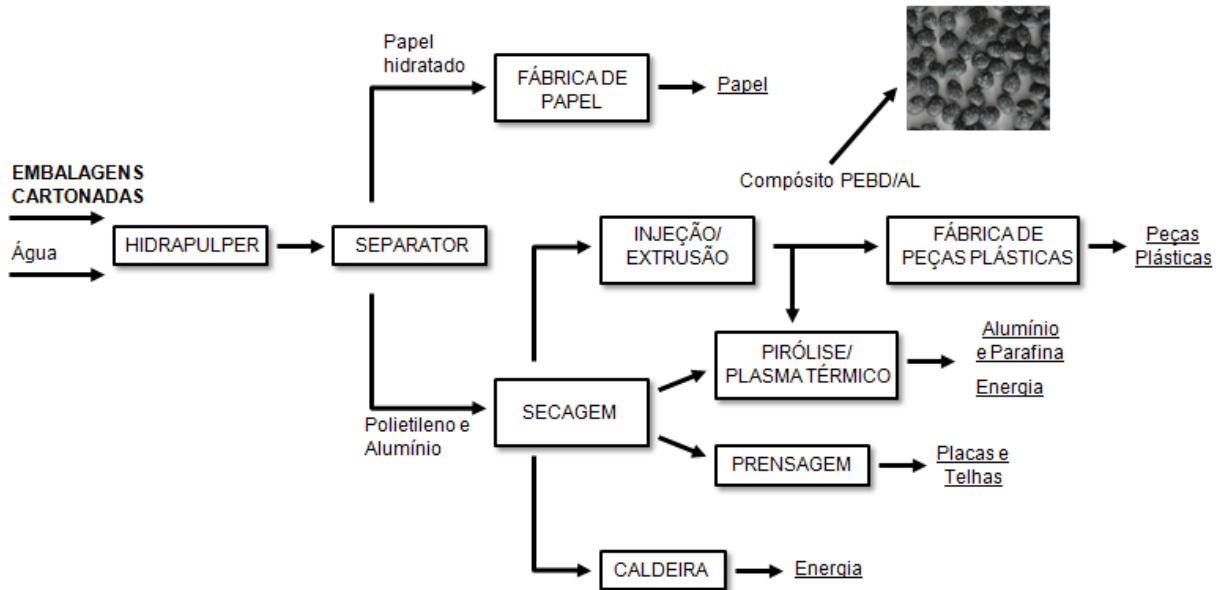 Papel
hidratado
FÁBRICA DE
PAPEL
Papel
Compósito PEBD/AL
EMBALAGENS
CARTONADAS
Água
HIDRAPULPER
SEPARATOR
INJEÇÃO/
EXTRUSÃO
FÁBRICA DE
PEÇAS PLÁSTICAS
Peças
Plásticas
PIRÓLISE/
PLASMA TÉRMICO
Alumínio
e Parafina
Energia
Polietileno e
Alumínio
SECAGEM
PRENSAGEM
Placas e
Telhas
CALDEIRA
Energia